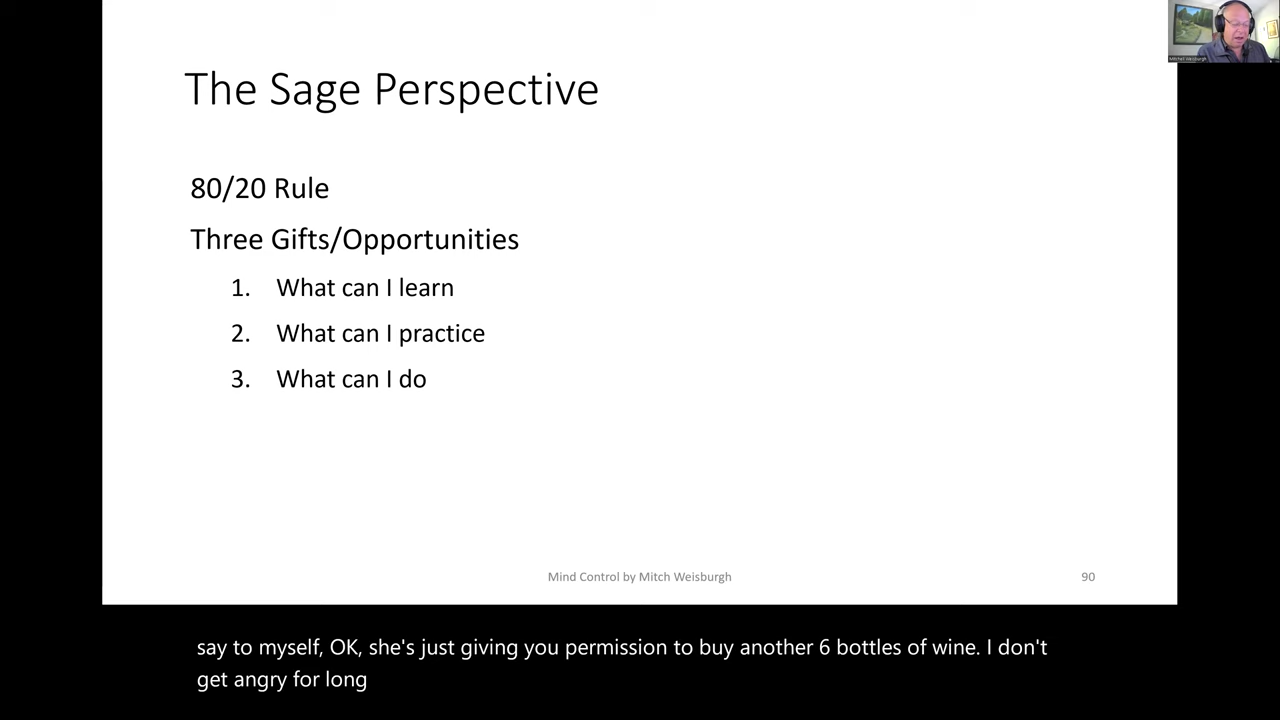 The Sage Perspective
80/20 Rule
Three Gifts/Opportunities
1. What can I learn
2. What can I practice
3. What can I do
Mind Control by Mitch Weisburgh
90
Mitchel Weisburgh
say to myself, OK, she's just giving you permission to buy another 6 bottles of wine. I don't
get angry for long